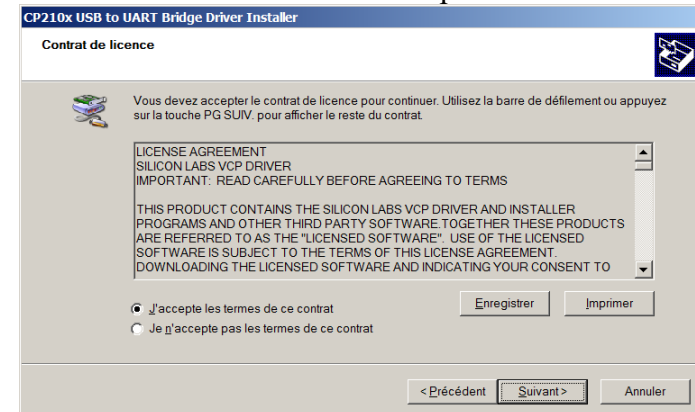 CP210x USB to UART Bridge Driver Installer
Contrat de licence
Vous devez accepter le contrat de licence pour continuer. Utilisez la barre de défilement ou appuyez
sur la touche PG SUIV. pour afficher le reste du contrat.
LICENSE AGREEMENT
SILICON LABS VCP DRIVER
IMPORTANT: READ CAREFULLY BEFORE AGREEING TO TERMS
THIS PRODUCT CONTAINS THE SILICON LABS VCP DRIVER AND INSTALLER
PROGRAMS AND OTHER THIRD PARTY SOFTWARE.TOGETHER THESE PRODUCTS
ARE REFERRED TO AS THE "LICENSED SOFTWARE". USE OF THE LICENSED
SOFTWARE IS SUBJECT TO THE TERMS OF THIS LICENSE AGREEMENT.
DOWNLOADING THE LICENSED SOFTWARE AND INDICATING YOUR CONSENT TO
J'accepte les termes de ce contrat
Enregistrer
Imprimer
Je n'accepte pas les termes de ce contrat
< Précédent
Suivant >
Annuler